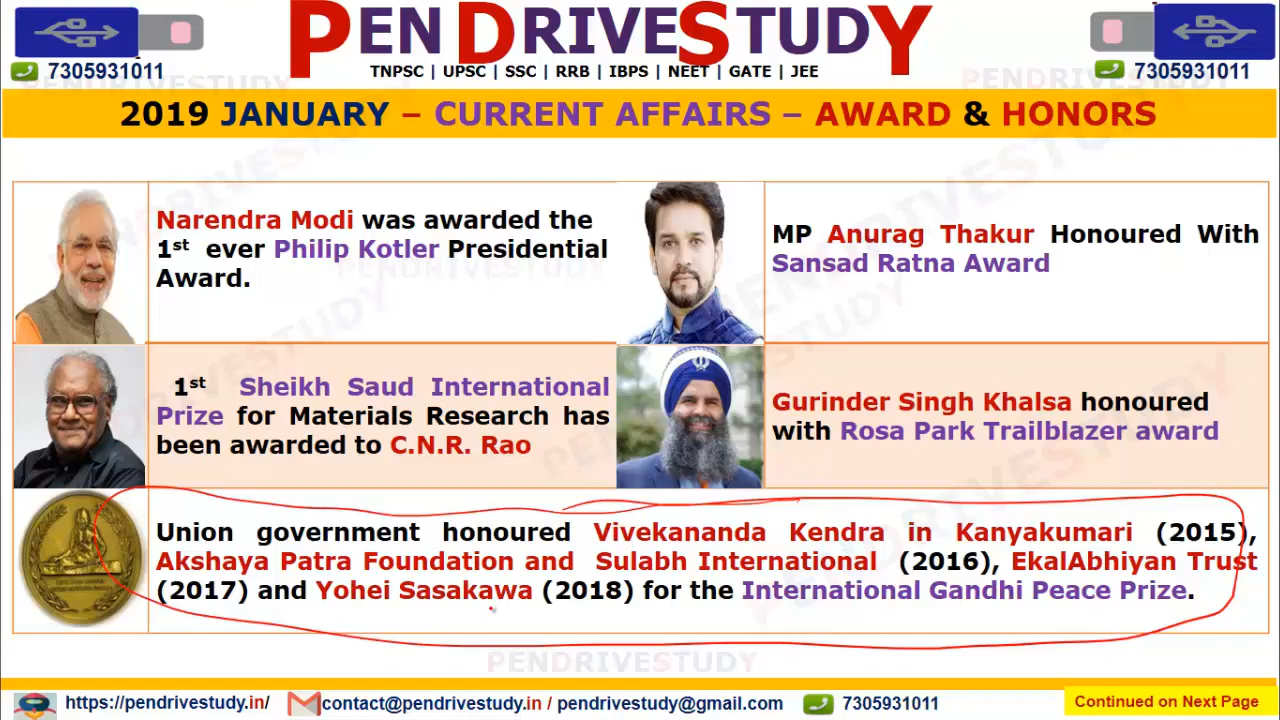 PENDRIVESTUDY
TNPSC | UPSC | SSC | RRB | IBPS | NEET | GATE | JEE
7305931011
7305931011
2019 JANUARY – CURRENT AFFAIRS – AWARD & HONORS
Narendra Modi was awarded the
1st ever Philip Kotler Presidential
Award.
MP Anurag Thakur Honoured With
Sansad Ratna Award
1st Sheikh Saud International
Prize for Materials Research has
been awarded to C.N.R. Rao
Gurinder Singh Khalsa honoured
with Rosa Park Trailblazer award
Union government honoured Vivekananda Kendra in Kanyakumari (2015),
Akshaya Patra Foundation and Sulabh International (2016), EkalAbhiyan Trust
(2017) and Yohei Sasakawa (2018) for the International Gandhi Peace Prize.
PENDRIVESTUDY
https://pendrivestudy.in/ contact@pendrivestudy.in / pendrivestudy@gmail.com 7305931011 Continued on Next Page